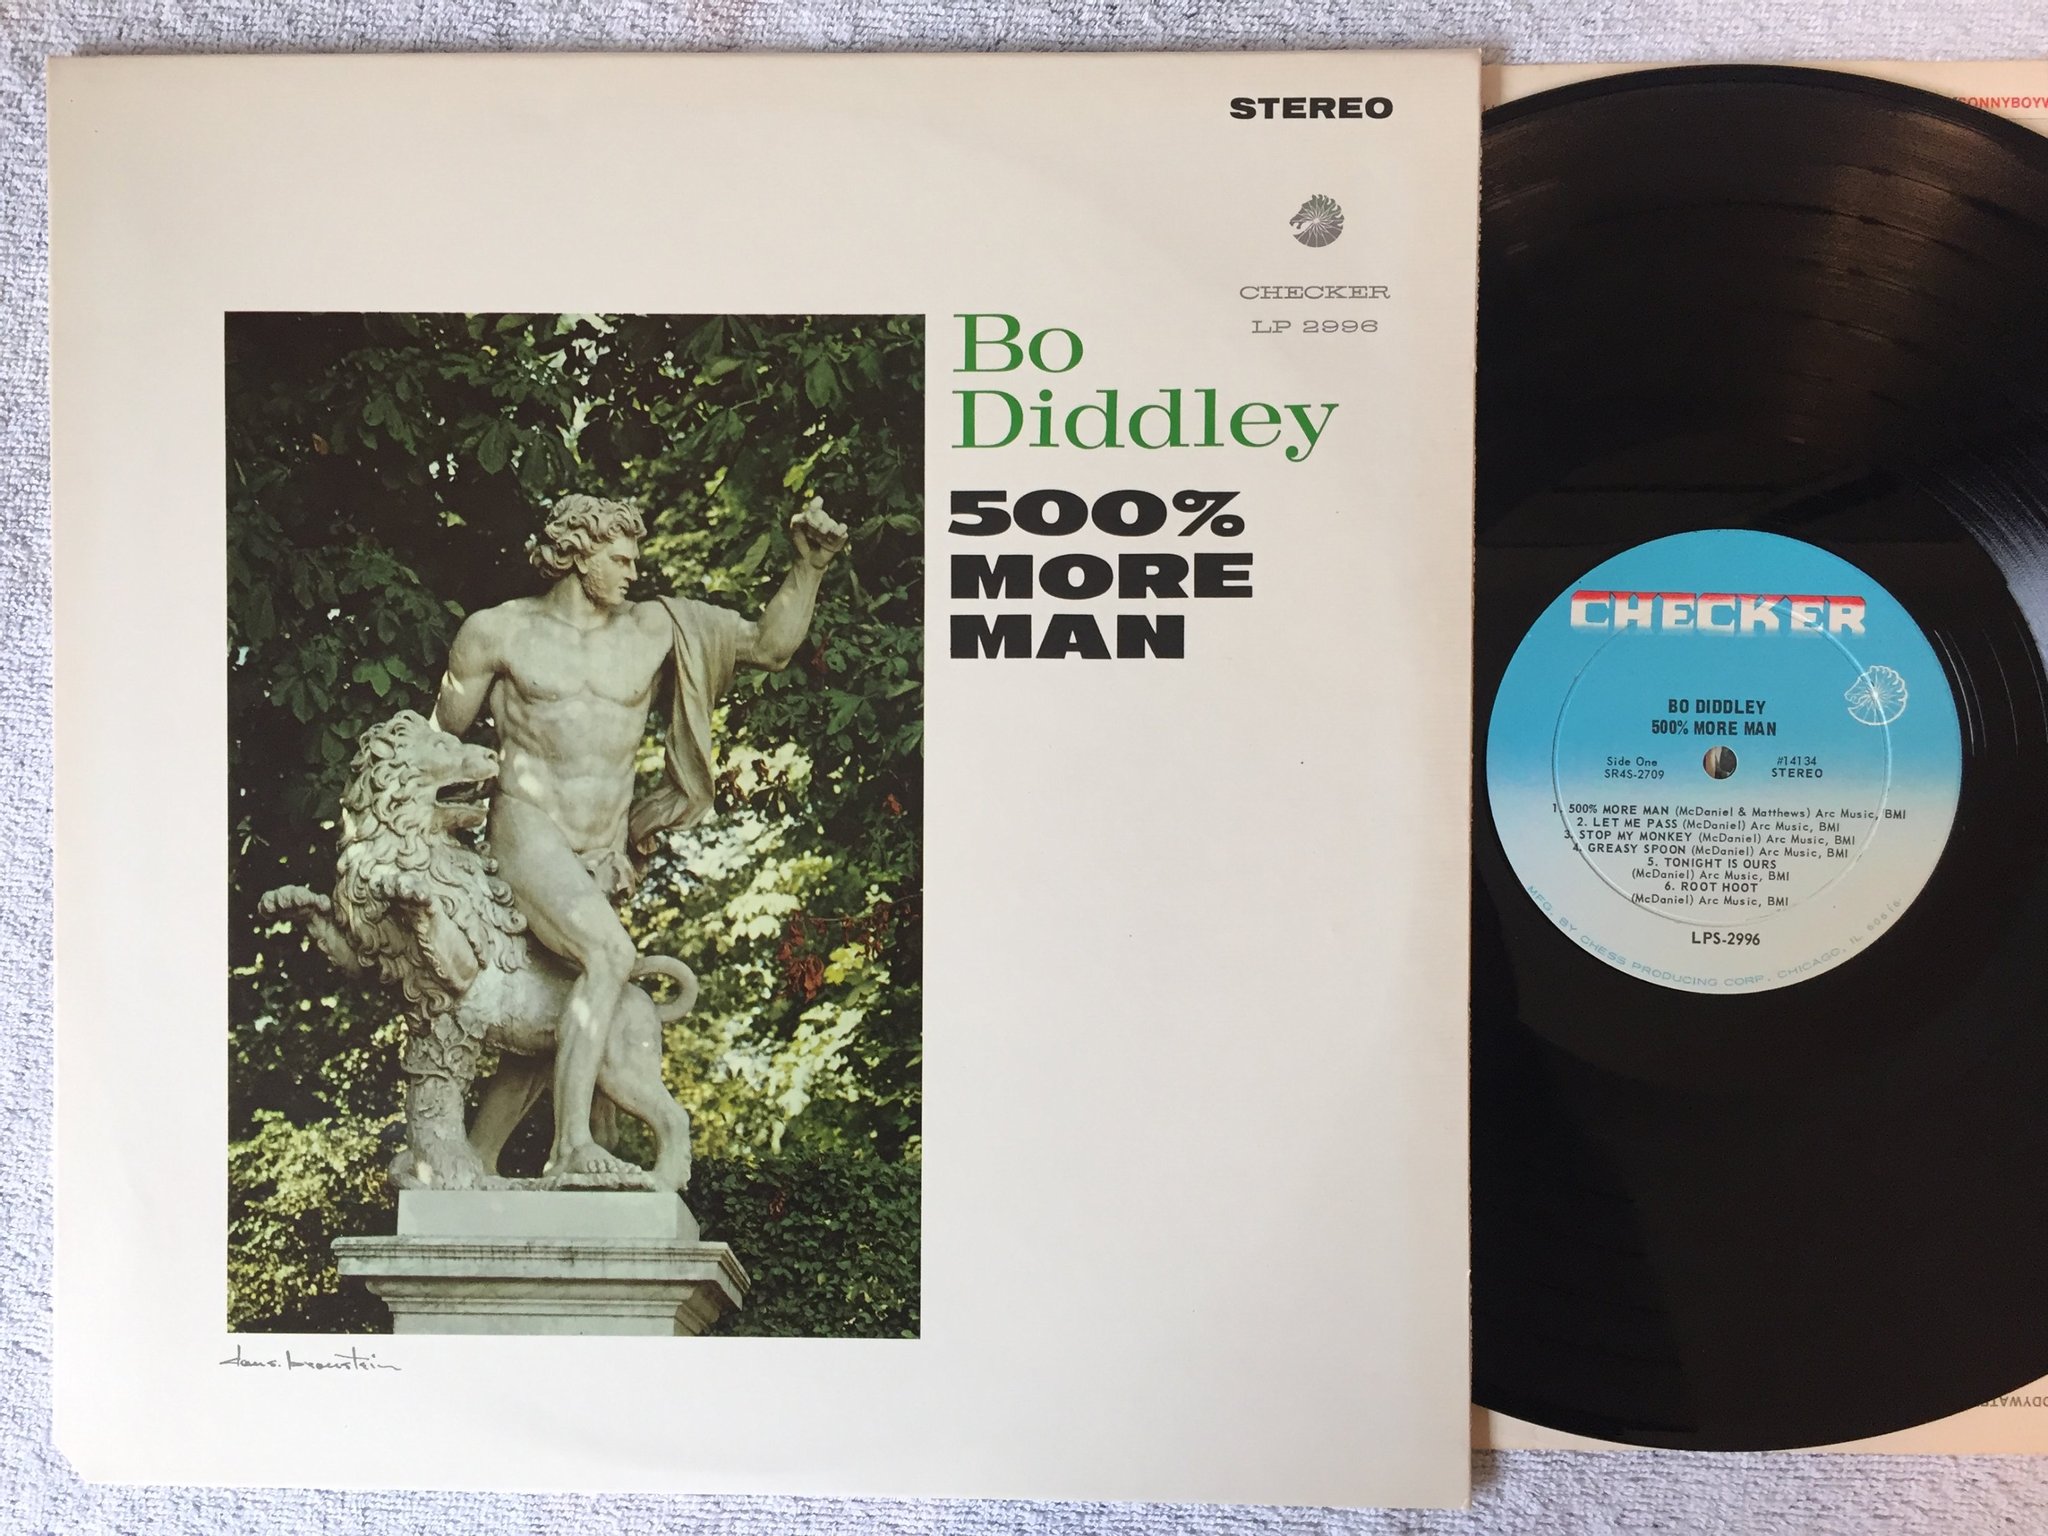 STEREO
CHECKER
LP 2996
Bo
Diddley
500%
MORE
MAN
CHECKER
BO DIDDLEY
500% MORE MAN
Side One
SR4S-2709
#14134
STEREO
1. 500% MORE MAN (McDaniel & Matthews) Arc Music, BMI
2. LET ME PASS (McDaniel) Arc Music, BMI
3. STOP MY MONKEY (McDaniel) Arc Music, BMI
4. GREASY SPOON (McDaniel) Arc Music, BMI
5. TONIGHT IS OURS
(McDaniel) Arc Music, BMI
6. ROOT HOOT
(McDaniel) Arc Music, BMI
LPS-2996
MFG. BY CHESS PRODUCING CORP. CHICAGO, IL 60616